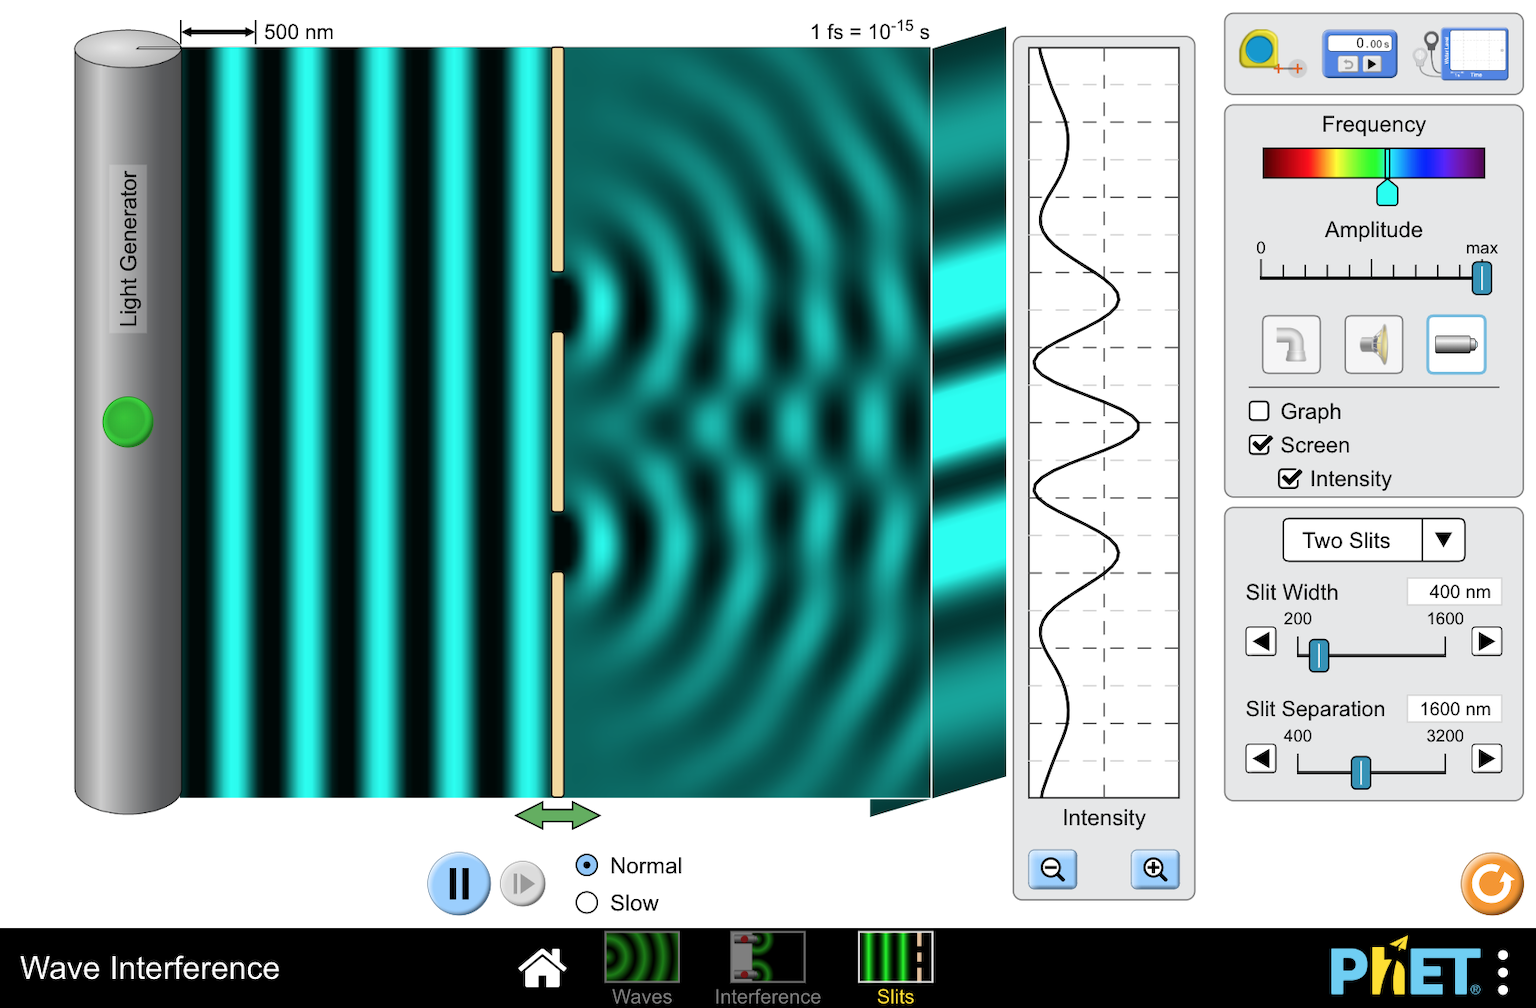 500 nm
1 fs = 10⁻¹⁵ s
Light Generator
Normal
Slow
Intensity
0.00 s
Time
Frequency
Amplitude
0
max
Graph
Screen
Intensity
Two Slits
Slit Width
400 nm
200
1600
Slit Separation
1600 nm
400
3200
Wave Interference
Waves
Interference
Slits
PhET®